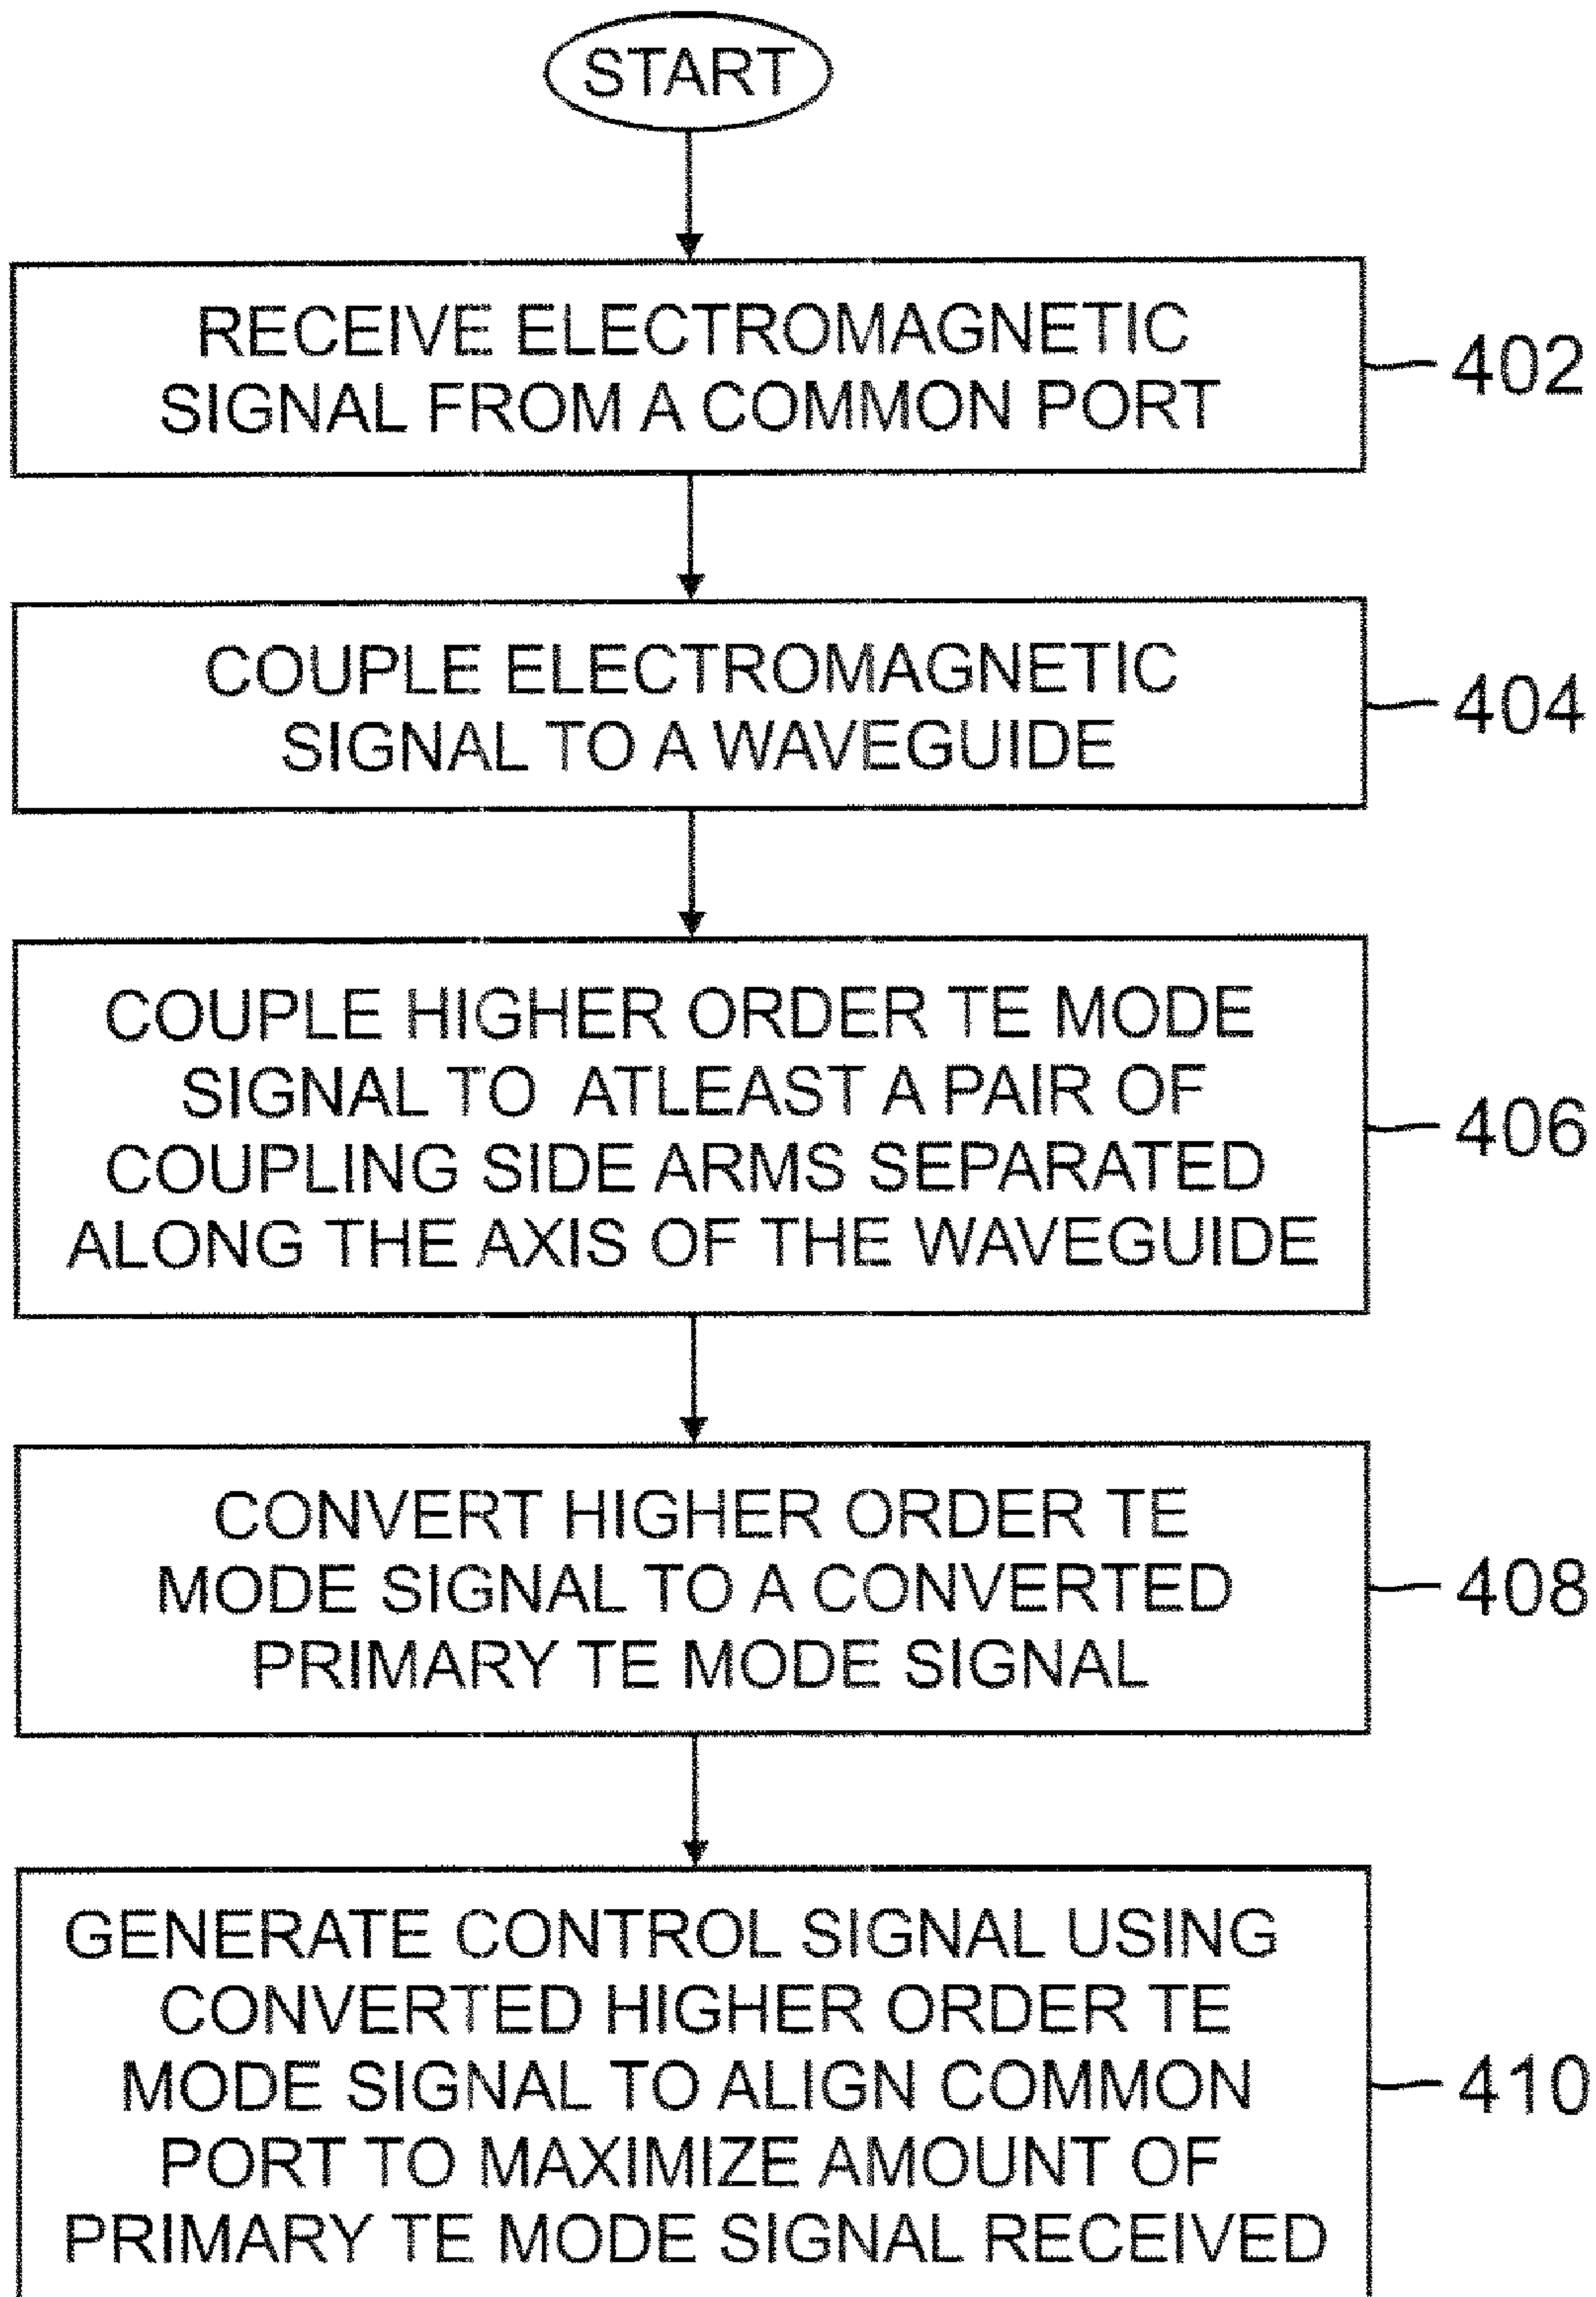 START
RECEIVE ELECTROMAGNETIC
SIGNAL FROM A COMMON PORT
402
COUPLE ELECTROMAGNETIC
SIGNAL TO A WAVEGUIDE
404
COUPLE HIGHER ORDER TE MODE
SIGNAL TO ATLEAST A PAIR OF
COUPLING SIDE ARMS SEPARATED
ALONG THE AXIS OF THE WAVEGUIDE
406
CONVERT HIGHER ORDER TE
MODE SIGNAL TO A CONVERTED
PRIMARY TE MODE SIGNAL
408
GENERATE CONTROL SIGNAL USING
CONVERTED HIGHER ORDER TE
MODE SIGNAL TO ALIGN COMMON
PORT TO MAXIMIZE AMOUNT OF
PRIMARY TE MODE SIGNAL RECEIVED
410